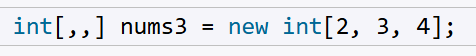 int[,,] nums3 = new int[2, 3, 4];